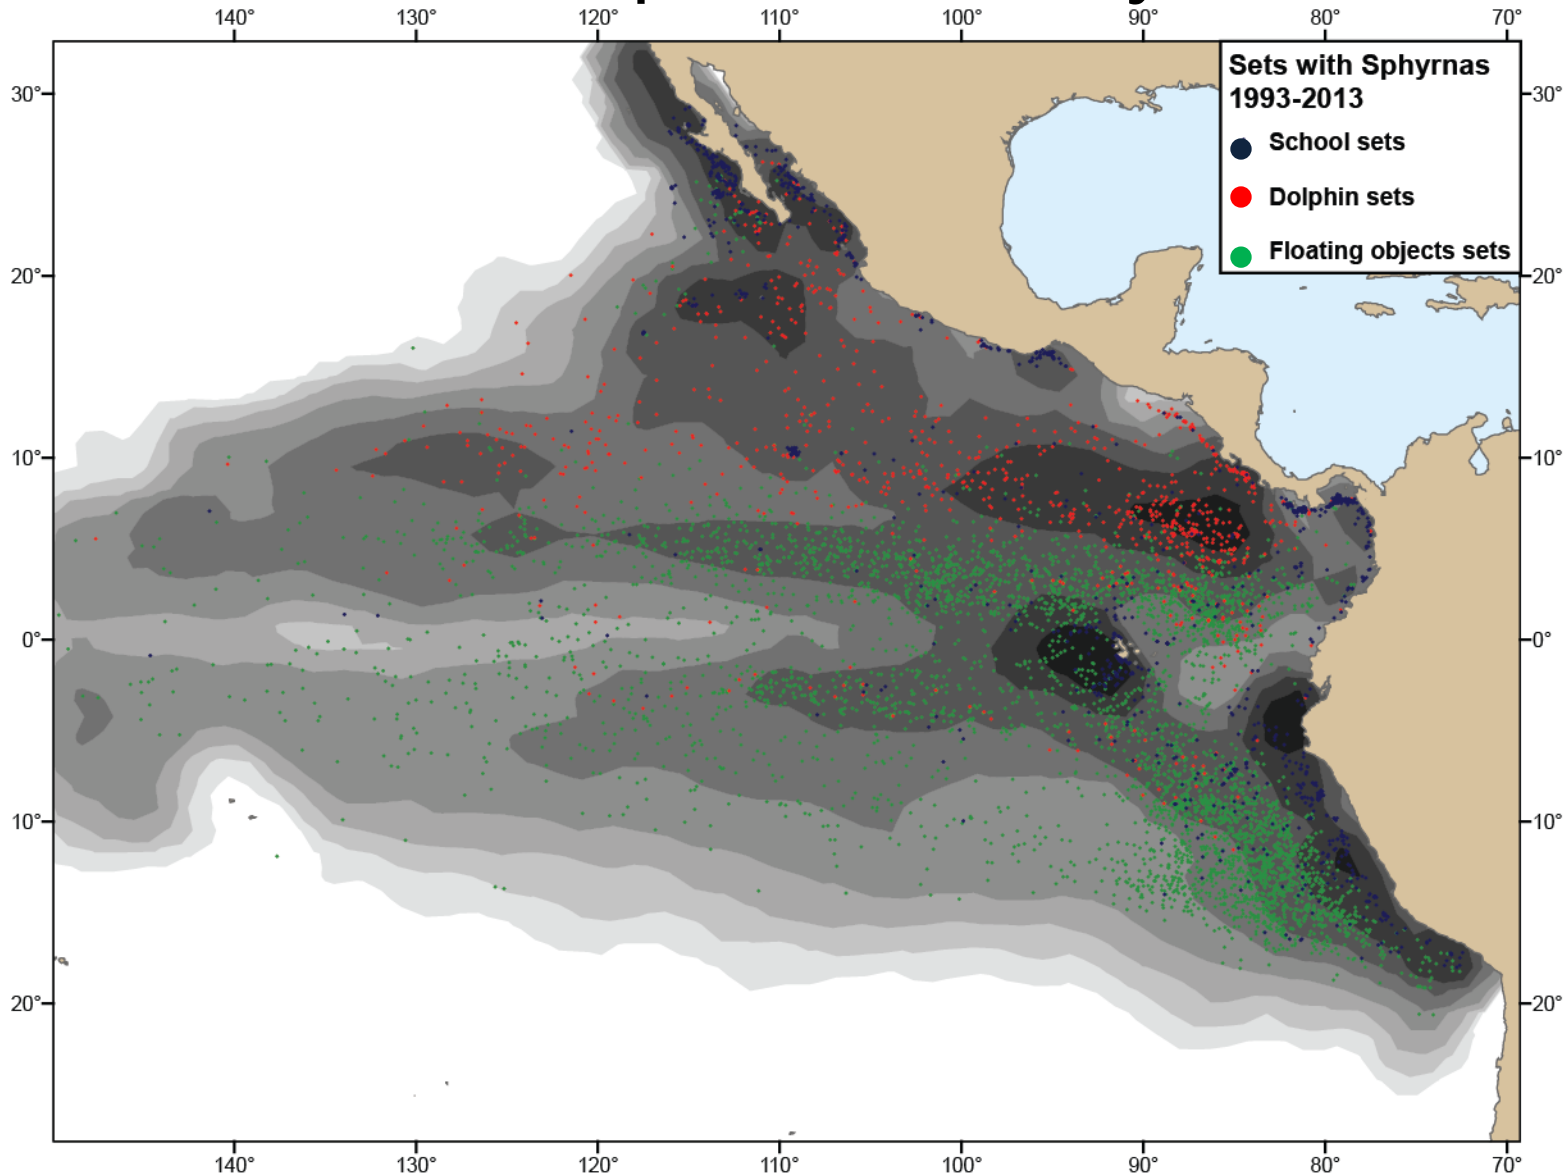 140° 130° 120° 110° 100° 90° 80° 70°
Sets with Sphyrnas
1993-2013
School sets
Dolphin sets
Floating objects sets
30° 30°
20° 20°
10° 10°
0° 0°
10° 10°
20° 20°
140° 130° 120° 110° 100° 90° 80° 70°